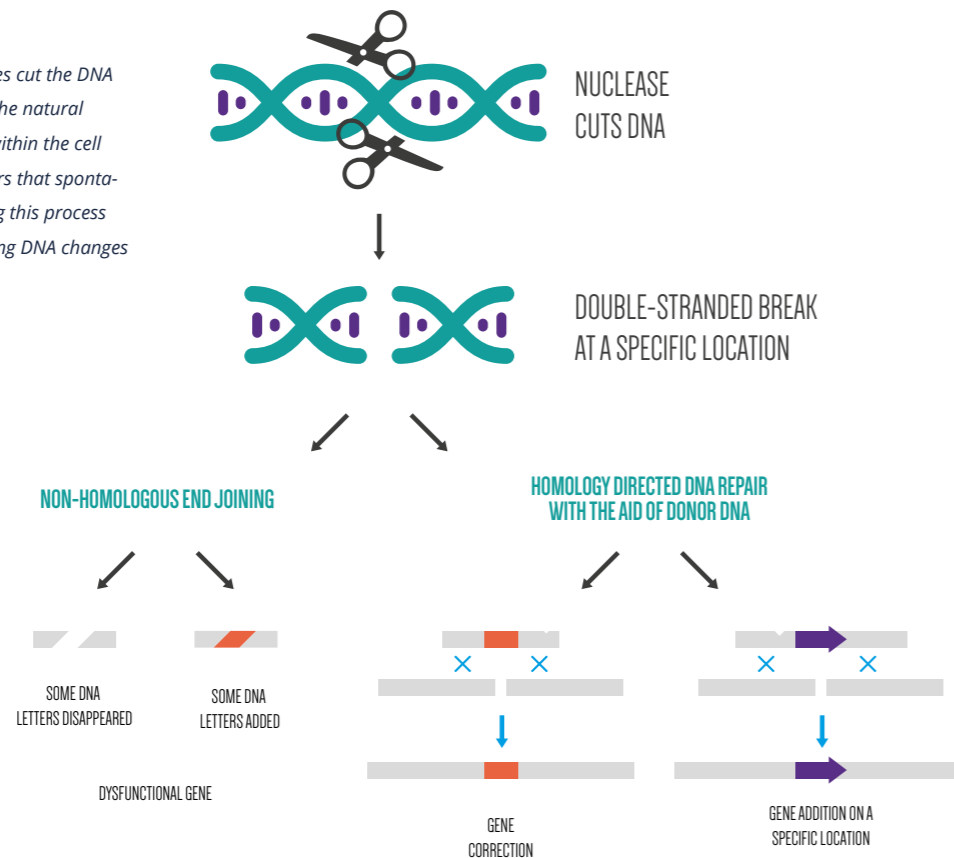 es cut the DNA
he natural
vithin the cell
rs that sponta-
g this process
ng DNA changes
NUCLEASE
CUTS DNA
DOUBLE-STRANDED BREAK
AT A SPECIFIC LOCATION
NON-HOMOLOGOUS END JOINING
HOMOLOGY DIRECTED DNA REPAIR
WITH THE AID OF DONOR DNA
SOME DNA
LETTERS DISAPPEARED
SOME DNA
LETTERS ADDED
DYSFUNCTIONAL GENE
GENE
CORRECTION
GENE ADDITION ON A
SPECIFIC LOCATION